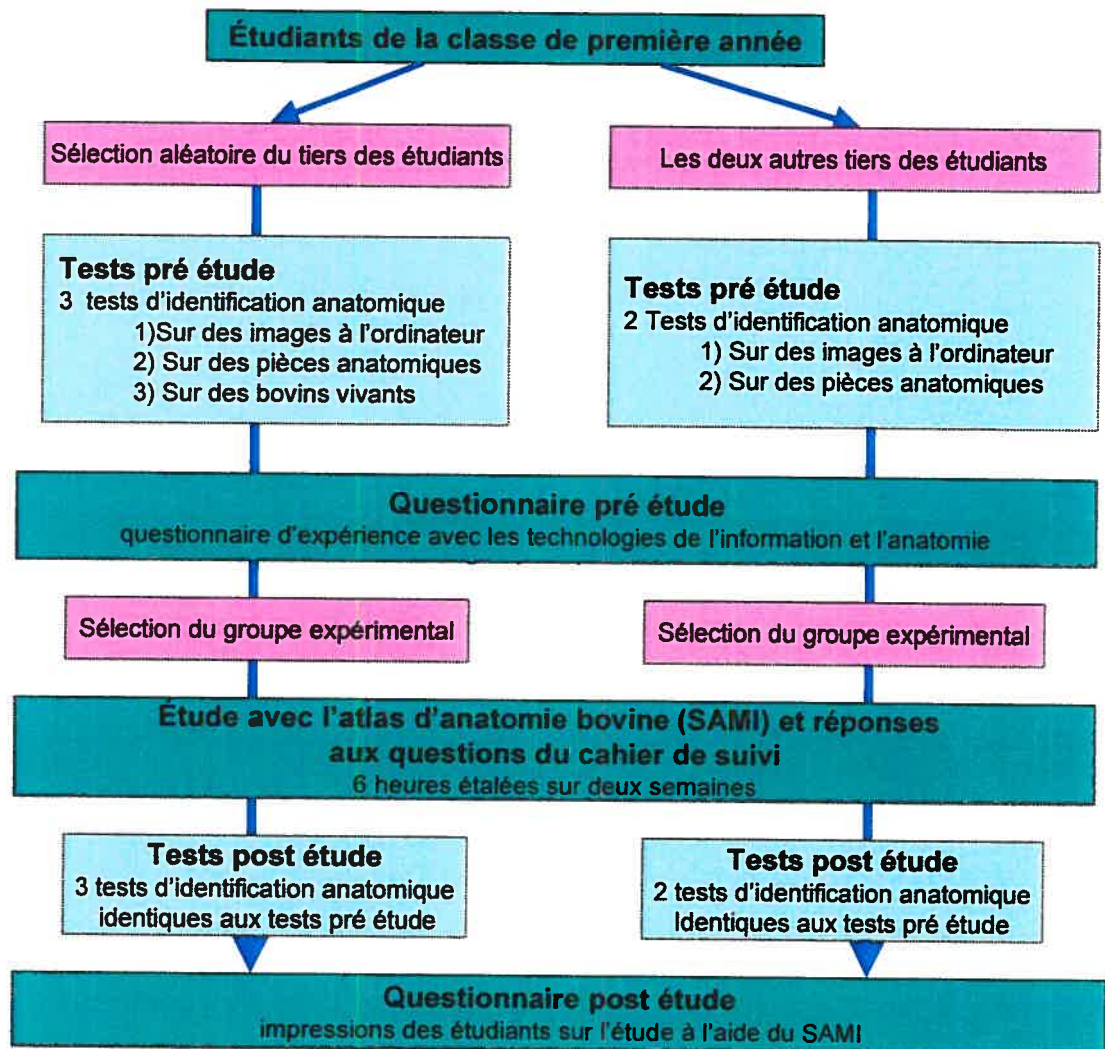 Étudiants de la classe de première année
Sélection aléatoire du tiers des étudiants
Les deux autres tiers des étudiants
Tests pré étude
3 tests d'identification anatomique
1)Sur des images à l'ordinateur
2) Sur des pièces anatomiques
3) Sur des bovins vivants
Tests pré étude
2 Tests d'identification anatomique
1) Sur des images à l'ordinateur
2) Sur des pièces anatomiques
Questionnaire pré étude
questionnaire d'expérience avec les technologies de l'information et l'anatomie
Sélection du groupe expérimental
Sélection du groupe expérimental
Étude avec l'atlas d'anatomie bovine (SAMI) et réponses
aux questions du cahier de suivi
6 heures étalées sur deux semaines
Tests post étude
3 tests d'identification anatomique
identiques aux tests pré étude
Tests post étude
2 tests d'identification anatomique
Identiques aux tests pré étude
Questionnaire post étude
impressions des étudiants sur l'étude à l'aide du SAMI